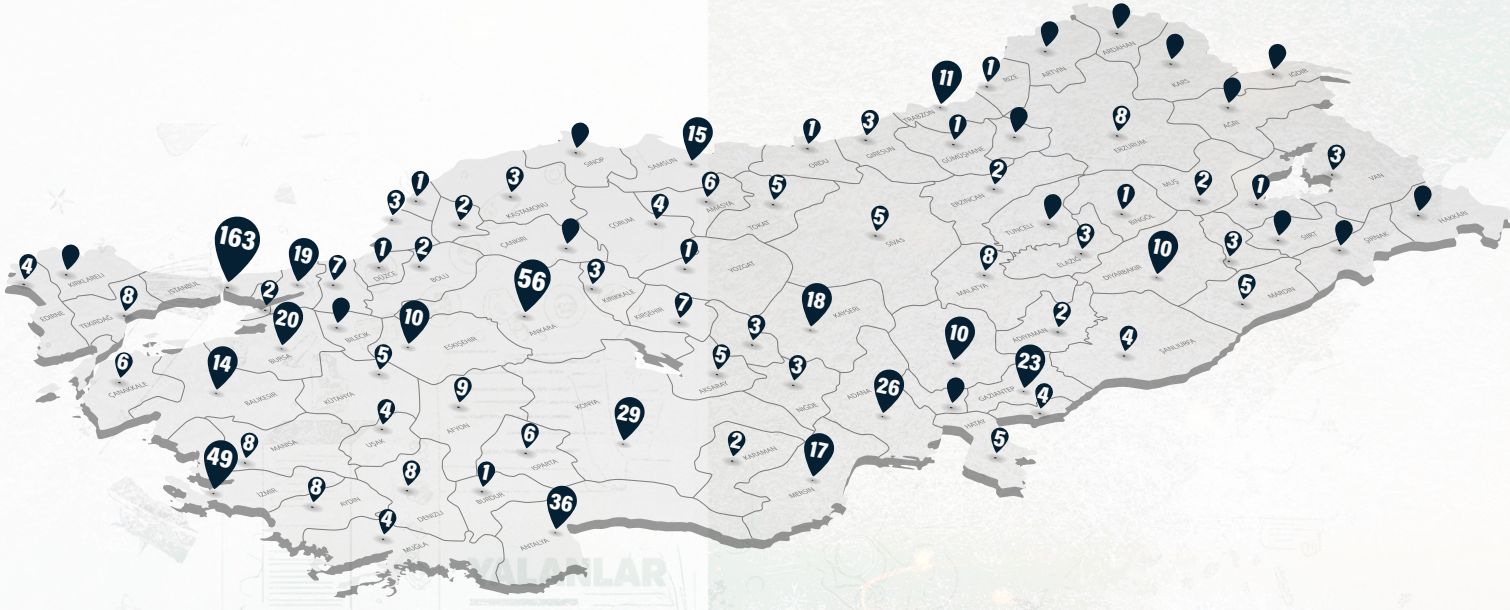 ARDAHAN
ARTVİN
KARS
IĞDIR
11
1
RİZE
TRABZON
AĞRI
8
ERZURUM
15
1
ORDU
3
GİRESUN
1
GÜMÜŞHANE
SİNOP
SAMSUN
3
VAN
2
ERZİNCAN
3
KASTAMONU
1
3
2
6
AMASYA
5
TOKAT
4
ÇORUM
5
SİVAS
TUNCELİ
1
BİNGÖL
MUŞ
2
1
HAKKARİ
163
19
7
1
DÜZCE
2
BOLU
ÇANKIRI
1
YOZGAT
3
ELAZIĞ
10
DİYARBAKIR
3
SİİRT
ŞIRNAK
4
KIRKLARELİ
EDİRNE
8
TEKİRDAĞ
İSTANBUL
2
20
BURSA
BİLECİK
10
ESKİŞEHİR
56
ANKARA
3
KIRIKKALE
7
KIRŞEHİR
18
KAYSERİ
8
MALATYA
5
MARDİN
2
ADIYAMAN
4
ŞANLIURFA
6
ÇANAKKALE
14
BALIKESİR
5
KÜTAHYA
3
5
AKSARAY
3
NİĞDE
10
23
GAZİANTEP
4
9
AFYON
KONYA
29
26
ADANA
HATAY
5
49
8
MANİSA
4
UŞAK
6
ISPARTA
2
KARAMAN
17
MERSİN
İZMİR
8
AYDIN
8
DENİZLİ
1
BURDUR
36
ANTALYA
4
MUĞLA
YALANLAR